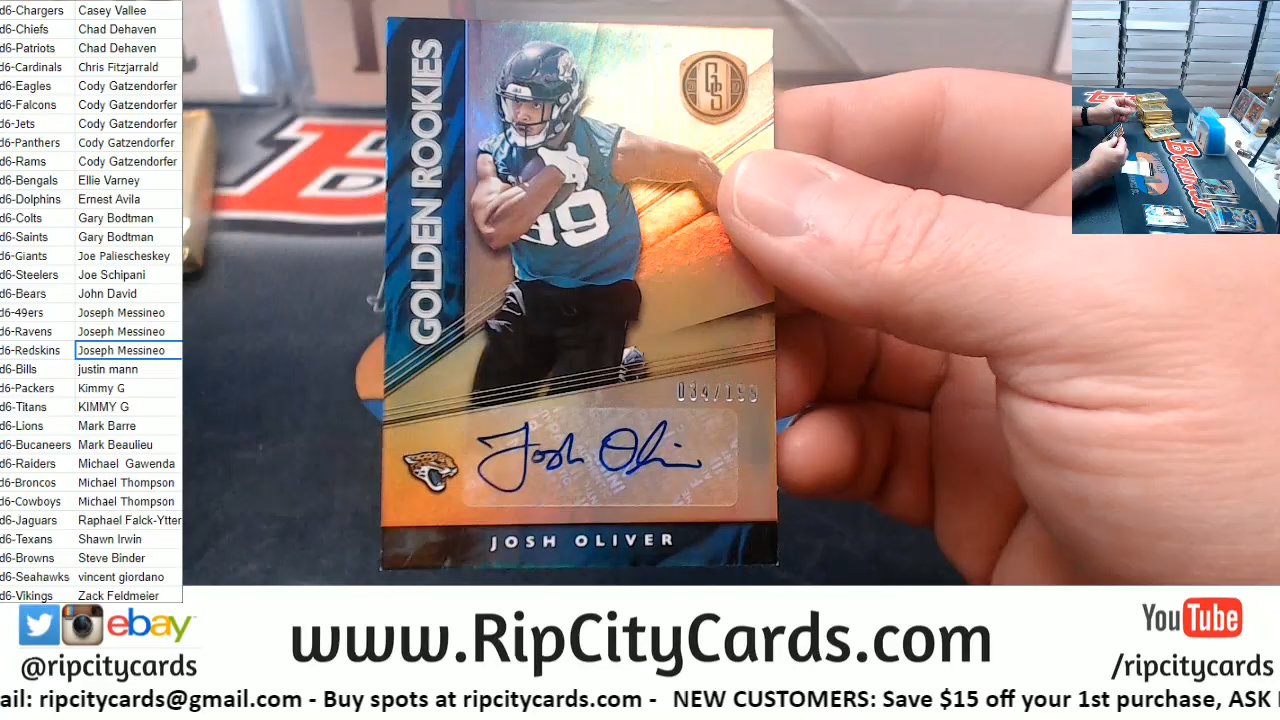 d6-Chargers Casey Vallee
d6-Chiefs Chad Dehaven
d6-Patriots Chad Dehaven
d6-Cardinals Chris Fitzjarrald
d6-Eagles Cody Gatzendorfer
d6-Falcons Cody Gatzendorfer
d6-Jets Cody Gatzendorfer
d6-Panthers Cody Gatzendorfer
d6-Rams Cody Gatzendorfer
d6-Bengals Ellie Varney
d6-Dolphins Ernest Avila
d6-Colts Gary Bodtman
d6-Saints Gary Bodtman
d6-Giants Joe Paliescheskey
d6-Steelers Joe Schipani
d6-Bears John David
d6-49ers Joseph Messineo
d6-Ravens Joseph Messineo
d6-Redskins Joseph Messineo
d6-Bills justin mann
d6-Packers Kimmy G
d6-Titans KIMMY G
d6-Lions Mark Barre
d6-Bucaneers Mark Beaulieu
d6-Raiders Michael Gawenda
d6-Broncos Michael Thompson
d6-Cowboys Michael Thompson
d6-Jaguars Raphael Falck-Ytter
d6-Texans Shawn Irwin
d6-Browns Steve Binder
d6-Seahawks vincent giordano
d6-Vikings Zack Feldmeier
GOLDEN ROOKIES
GS
89
034/199
Josh Oliver
JOSH OLIVER
Bowman
ebay
@ripcitycards
www.RipCityCards.com
YouTube
/ripcitycards
ail: ripcitycards@gmail.com - Buy spots at ripcitycards.com - NEW CUSTOMERS: Save $15 off your 1st purchase, ASK